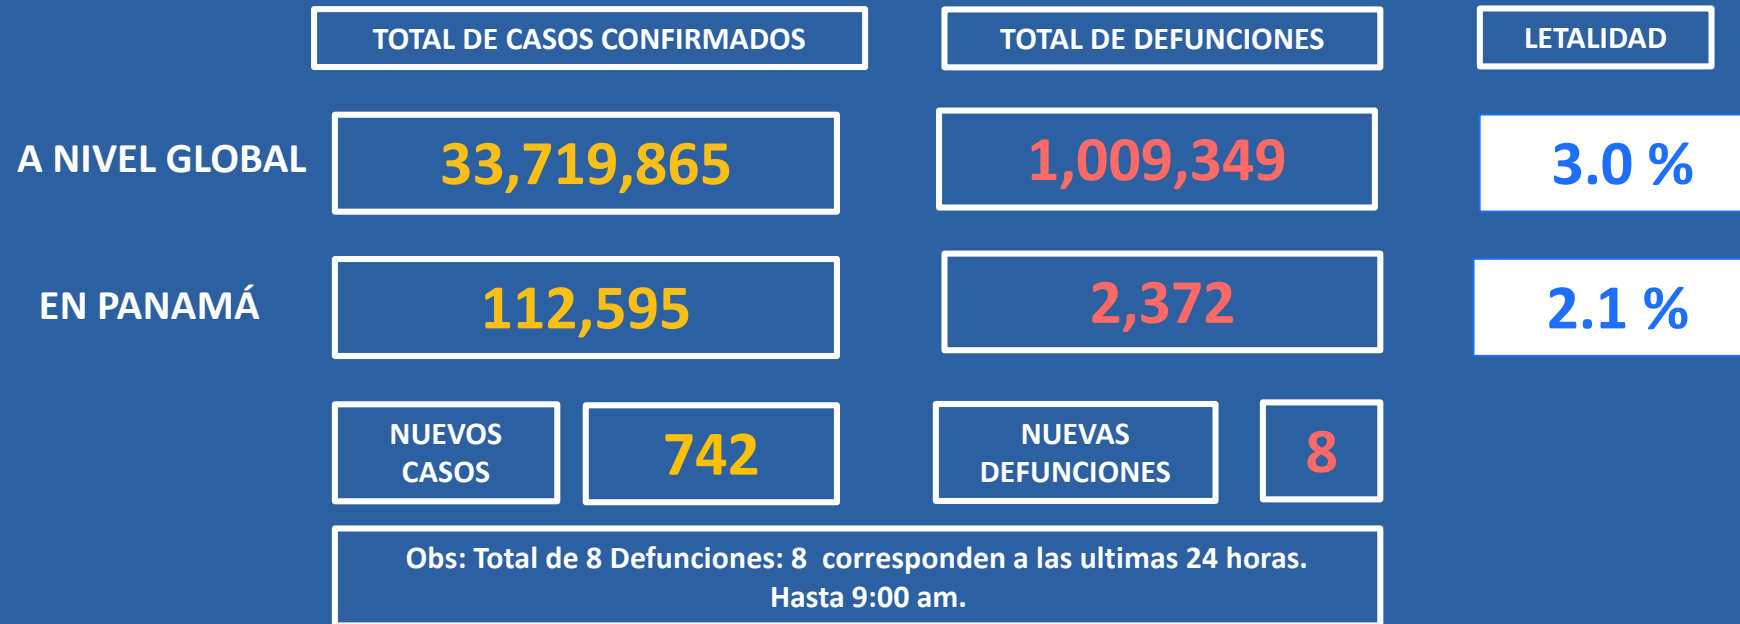 TOTAL DE CASOS CONFIRMADOS
TOTAL DE DEFUNCIONES
LETALIDAD
A NIVEL GLOBAL
33,719,865
1,009,349
3.0 %
EN PANAMÁ
112,595
2,372
2.1 %
NUEVOS
CASOS
742
NUEVAS
DEFUNCIONES
8
Obs: Total de 8 Defunciones: 8 corresponden a las ultimas 24 horas.
Hasta 9:00 am.